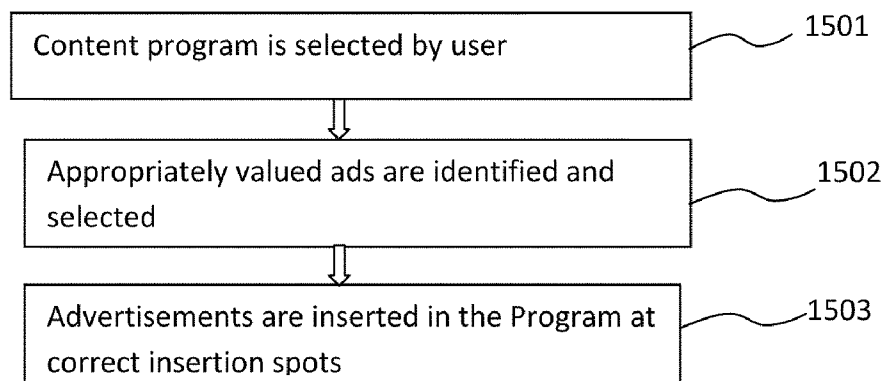 Content program is selected by user
1501
Appropriately valued ads are identified and
selected
1502
Advertisements are inserted in the Program at
correct insertion spots
1503